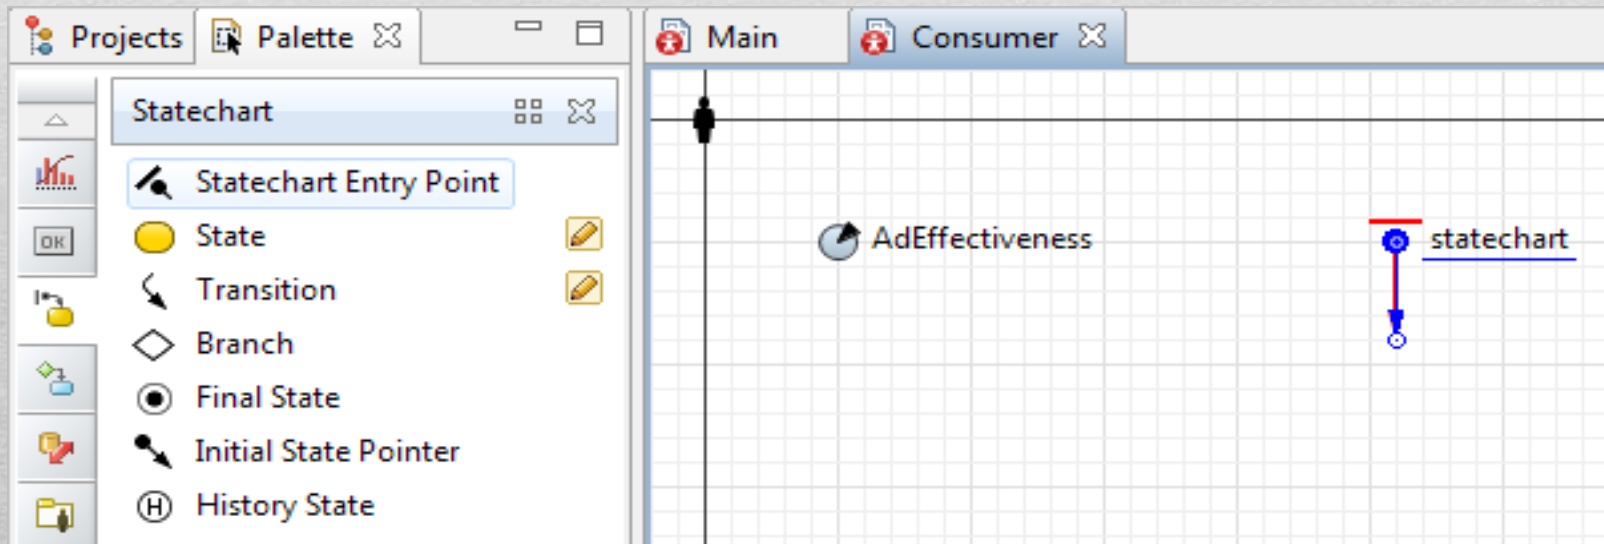 Projects
Palette
Main
Consumer
Statechart
OK
Statechart Entry Point
State
Transition
Branch
Final State
Initial State Pointer
H History State
AdEffectiveness
statechart